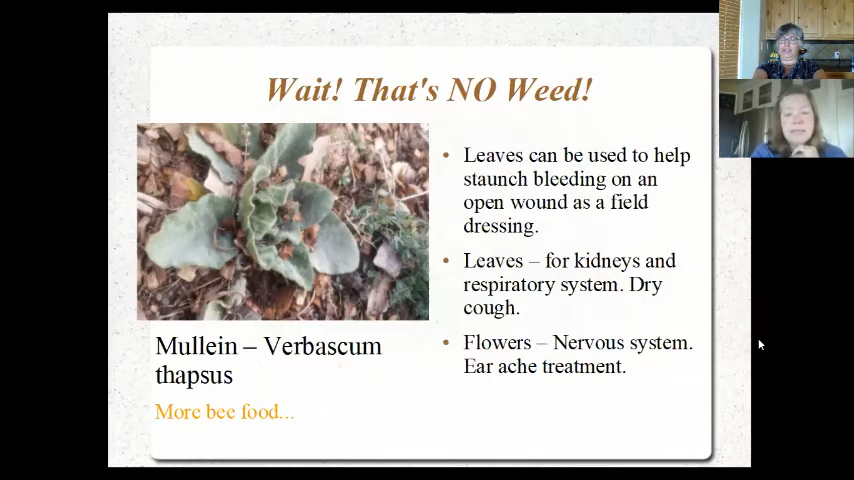 Wait! That's NO Weed!
Leaves can be used to help
staunch bleeding on an
open wound as a field
dressing.
Leaves – for kidneys and
respiratory system. Dry
cough.
Flowers – Nervous system.
Ear ache treatment.
Mullein – Verbascum
thapsus
More bee food...